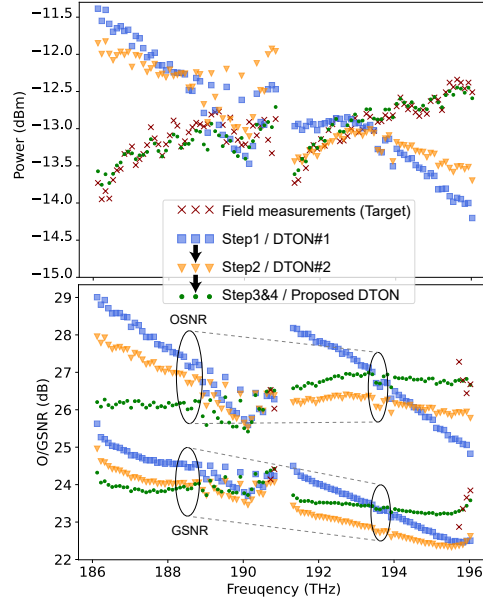 −11.5
−12.0
−12.5
−13.0
−13.5
−14.0
−14.5
−15.0
Power (dBm)
Field measurements (Target)
Step1 / DTON#1
Step2 / DTON#2
Step3&4 / Proposed DTON
29
28
27
26
25
24
23
22
O/GSNR (dB)
OSNR
GSNR
186 188 190 192 194 196
Freuqency (THz)